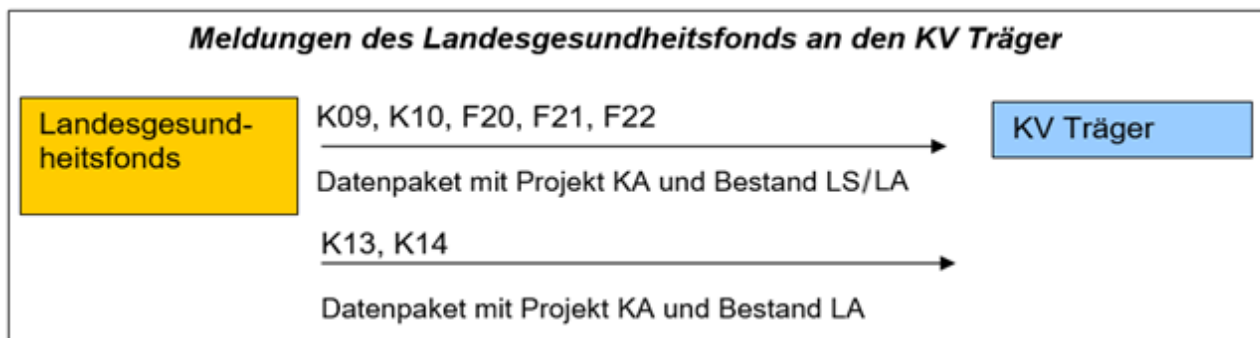 Meldungen des Landesgesundheitsfonds an den KV Träger
Landesgesund-
heitsfonds
K09, K10, F20, F21, F22
Datenpaket mit Projekt KA und Bestand LS/LA
KV Träger
K13, K14
Datenpaket mit Projekt KA und Bestand LA